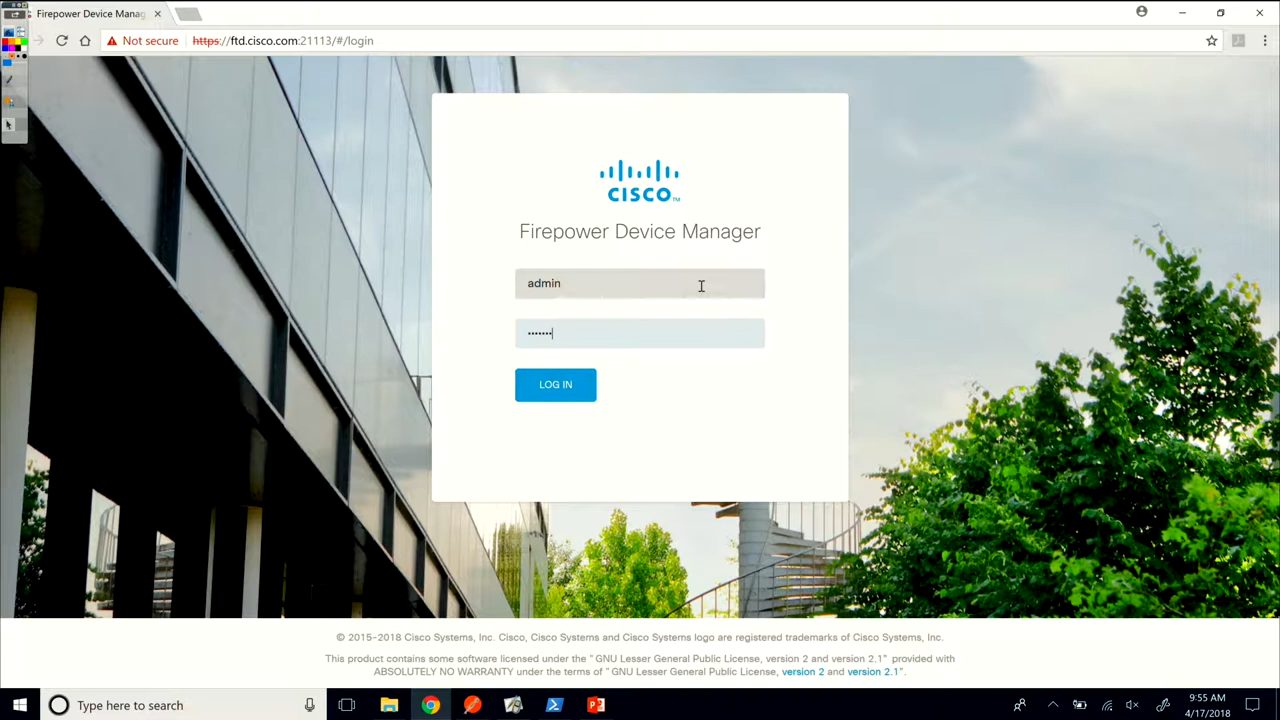 Firepower Device Manag
Not secure
https://ftd.cisco.com:21113/#/login
CISCO™
Firepower Device Manager
admin
•••••••
LOG IN
© 2015-2018 Cisco Systems, Inc. Cisco, Cisco Systems and Cisco Systems logo are registered trademarks of Cisco Systems, Inc.
This product contains some software licensed under the "GNU Lesser General Public License, version 2 and version 2.1" provided with
ABSOLUTELY NO WARRANTY under the terms of "GNU Lesser General Public License, version 2 and version 2.1".
Type here to search
9:55 AM
4/17/2018